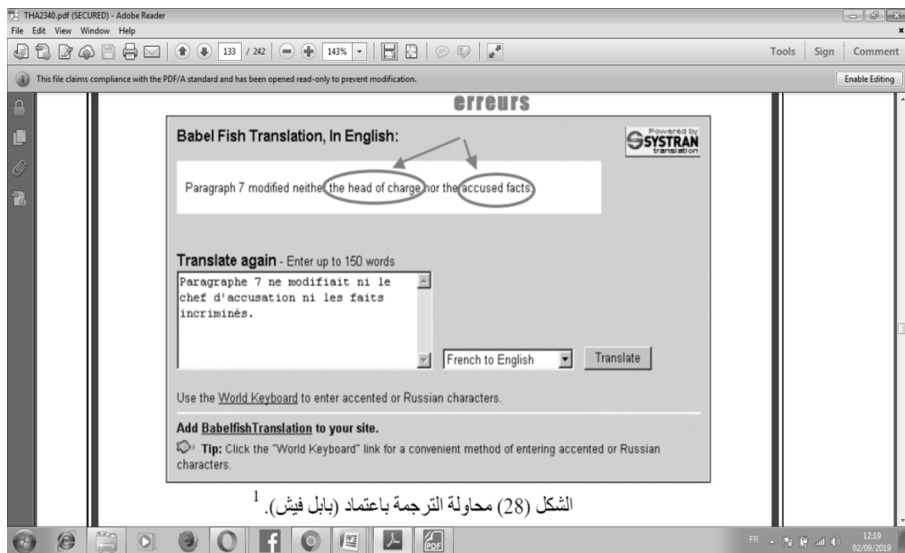 THA2340.pdf (SECURED) - Adobe Reader
File Edit View Window Help
133 / 242 143% Tools Sign Comment
This file claims compliance with the PDF/A standard and has been opened read-only to prevent modification. Enable Editing
erreurs
Babel Fish Translation, In English:
Powered by
SYSTRAN
translation
Paragraph 7 modified neither the head of charge nor the accused facts
Translate again - Enter up to 150 words
Paragraphe 7 ne modifiait ni le
chef d'accusation ni les faits
incriminés.
French to English Translate
Use the World Keyboard to enter accented or Russian characters.
Add BabelfishTranslation to your site.
Tip: Click the "World Keyboard" link for a convenient method of entering accented or Russian
characters.
الشكل (28) محاولة الترجمة باعتماد (بابل فيش). 1
FR 12:19
02/09/2019